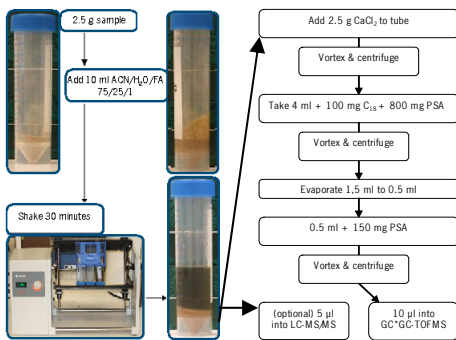 2.5 g sample
Add 10 ml ACN/H₂O/FA
75/25/1
Shake 30 minutes
Add 2.5 g CaCl₂ to tube
Vortex & centrifuge
Take 4 ml + 100 mg C₁₈ + 800 mg PSA
Vortex & centrifuge
Evaporate 1,5 ml to 0.5 ml
0.5 ml + 150 mg PSA
Vortex & centrifuge
(optional) 5 µl
into LC-MS/MS
10 µl into
GC*GC-TOFMS